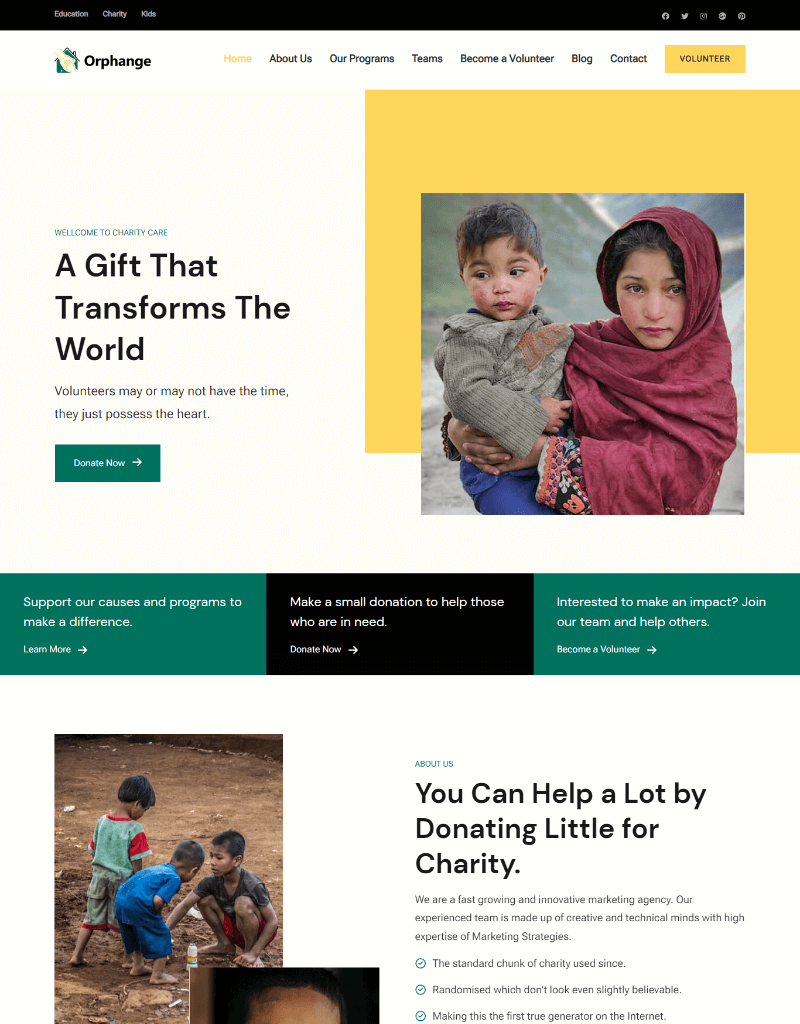 Education Charity Kids
Orphange
Home About Us Our Programs Teams Become a Volunteer Blog Contact VOLUNTEER
WELLCOME TO CHARITY CARE
A Gift That
Transforms The
World
Volunteers may or may not have the time,
they just possess the heart.
Donate Now
Support our causes and programs to
make a difference.
Learn More
Make a small donation to help those
who are in need.
Donate Now
Interested to make an impact? Join
our team and help others.
Become a Volunteer
ABOUT US
You Can Help a Lot by
Donating Little for
Charity.
We are a fast growing and innovative marketing agency. Our
experienced team is made up of creative and technical minds with high
expertise of Marketing Strategies.
The standard chunk of charity used since.
Randomised which don't look even slightly believable.
Making this the first true generator on the Internet.